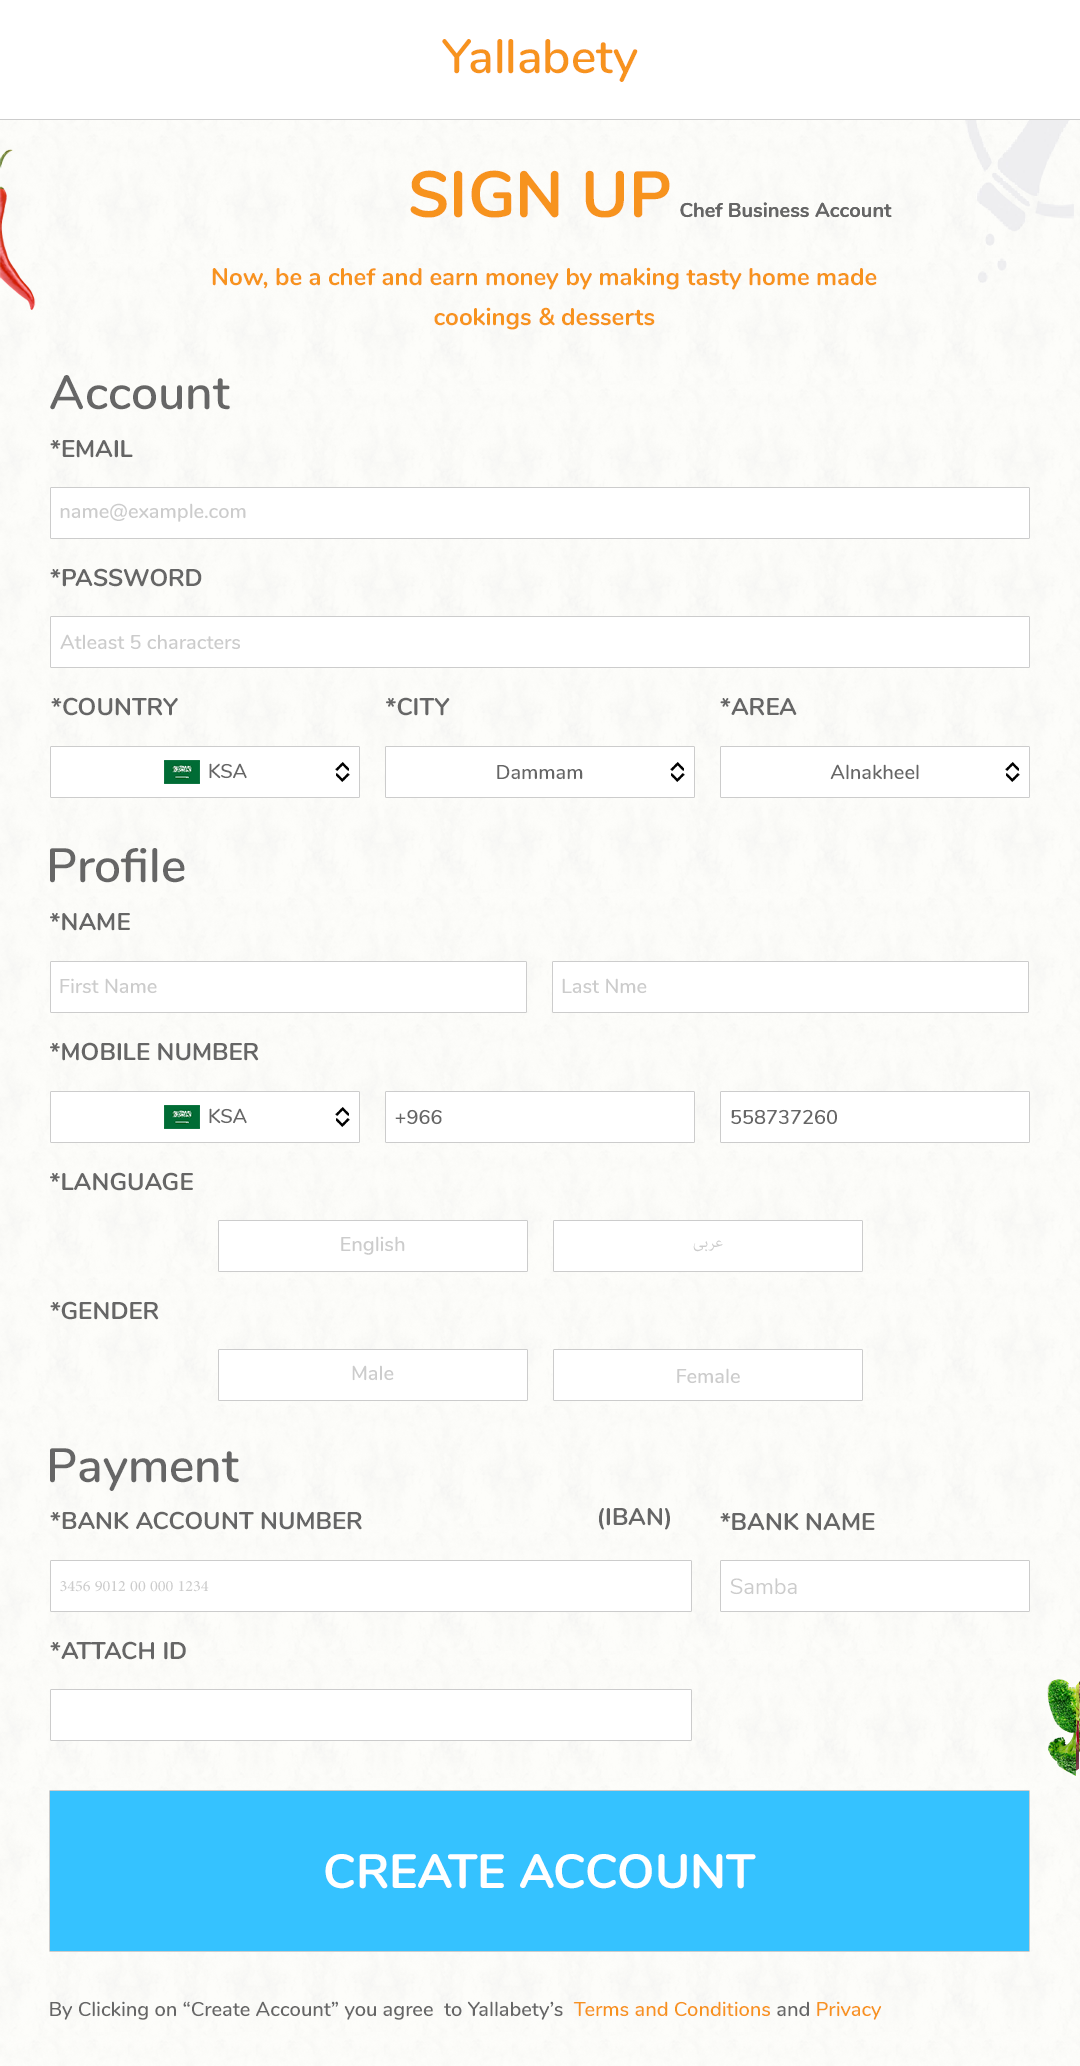 Yallabety
SIGN UP Chef Business Account
Now, be a chef and earn money by making tasty home made
cookings & desserts
Account
*EMAIL
name@example.com
*PASSWORD
Atleast 5 characters
*COUNTRY *CITY *AREA
KSA Dammam Alnakheel
Profile
*NAME
First Name Last Nme
*MOBILE NUMBER
KSA +966 558737260
*LANGUAGE
English عربى
*GENDER
Male Female
Payment
*BANK ACCOUNT NUMBER (IBAN) *BANK NAME
3456 9012 00 000 1234 Samba
*ATTACH ID
CREATE ACCOUNT
By Clicking on “Create Account” you agree to Yallabety’s Terms and Conditions and Privacy